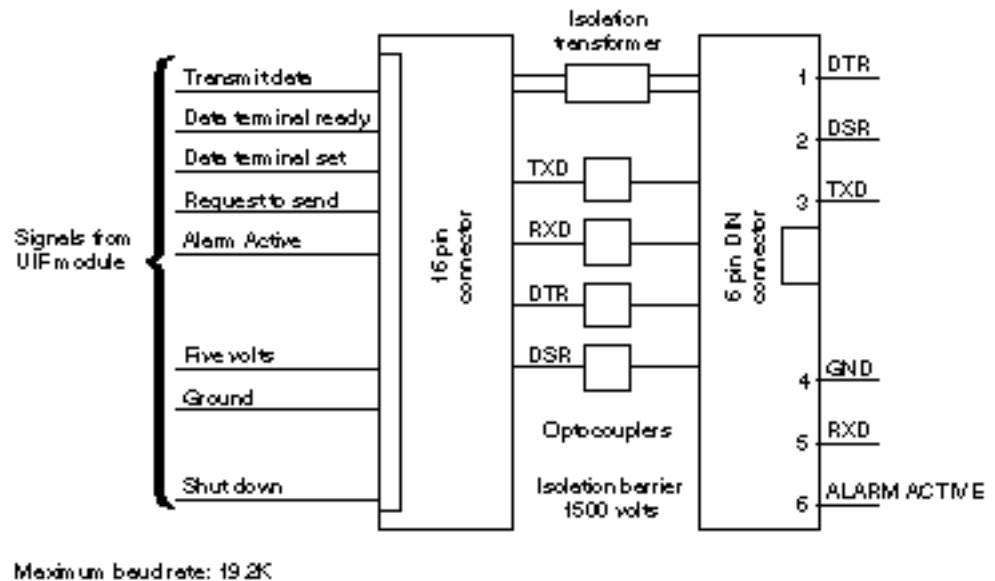 Isolation
transformer
Transmit data
Data terminal ready
Data terminal set
Request to send
Alarm Active
Signals from
UIF module
Five volts
Ground
Shut down
16 pin
connector
TXD
RXD
DTR
DSR
Optocouplers
Isolation barrier
1500 volts
6 pin DIN
connector
1 DTR
2 DSR
3 TXD
4 GND
5 RXD
6 ALARM ACTIVE
Maximum baud rate: 19.2K